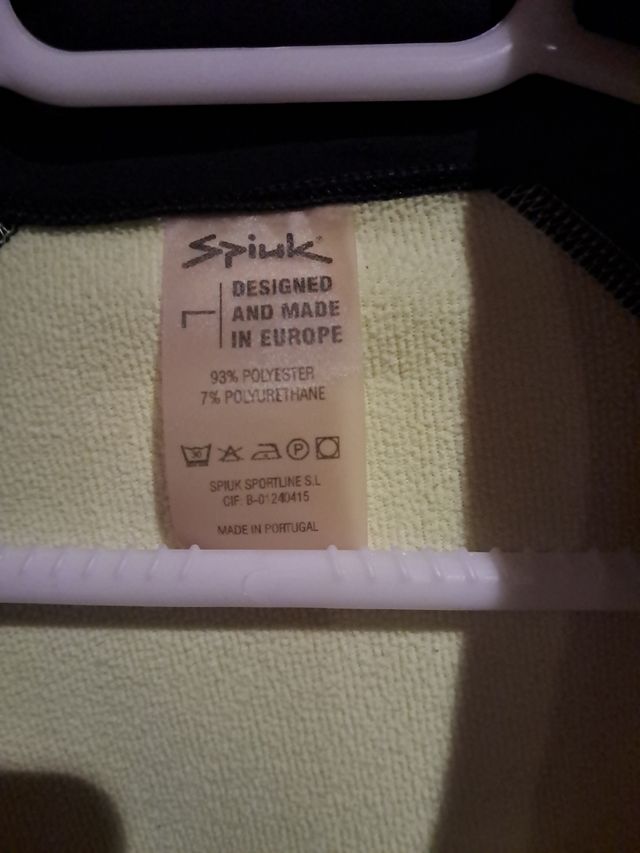 Spiuk
L
DESIGNED
AND MADE
IN EUROPE
93% POLYESTER
7% POLYURETHANE
P
SPIUK SPORTLINE S.L
CIF: B-01240415
MADE IN PORTUGAL